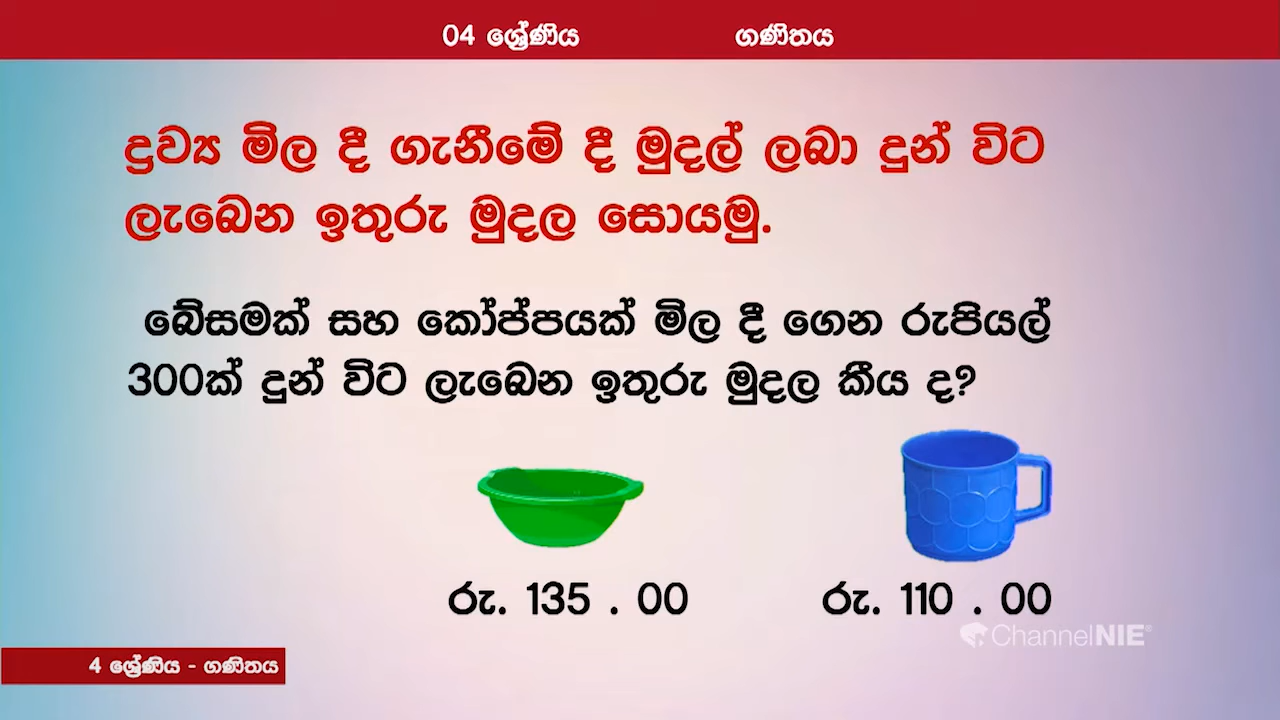 04 ශ්‍රේණිය ගණිතය
ද්‍රව්‍ය මිල දී ගැනීමේ දී මුදල් ලබා දුන් විට
ලැබෙන ඉතුරු මුදල සොයමු.
බේසමක් සහ කෝප්පයක් මිල දී ගෙන රුපියල්
300ක් දුන් විට ලැබෙන ඉතුරු මුදල කීය ද?
රු. 135 . 00 රු. 110 . 00
ChannelNIE®
4 ශ්‍රේණිය - ගණිතය